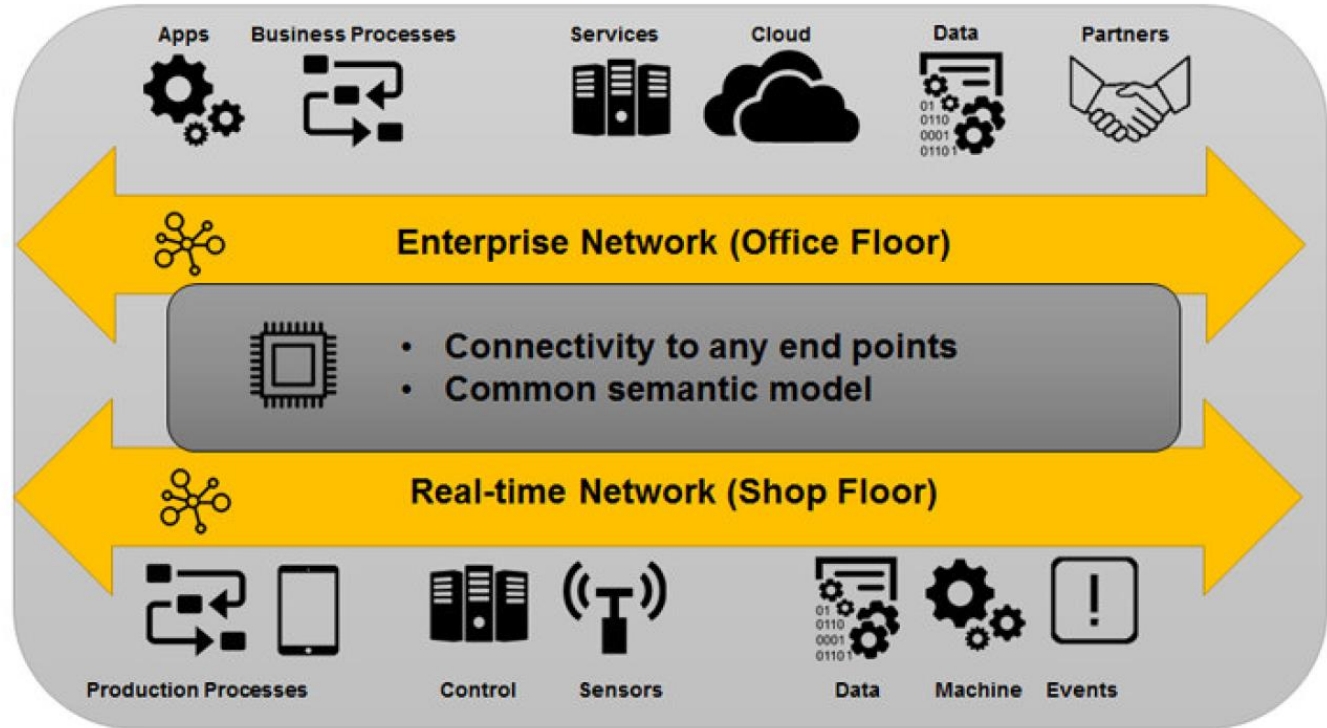 Apps Business Processes Services Cloud Data Partners
01
0110
0001
01101
Enterprise Network (Office Floor)
• Connectivity to any end points
• Common semantic model
Real-time Network (Shop Floor)
01
0110
0001
01101
!
Production Processes Control Sensors Data Machine Events